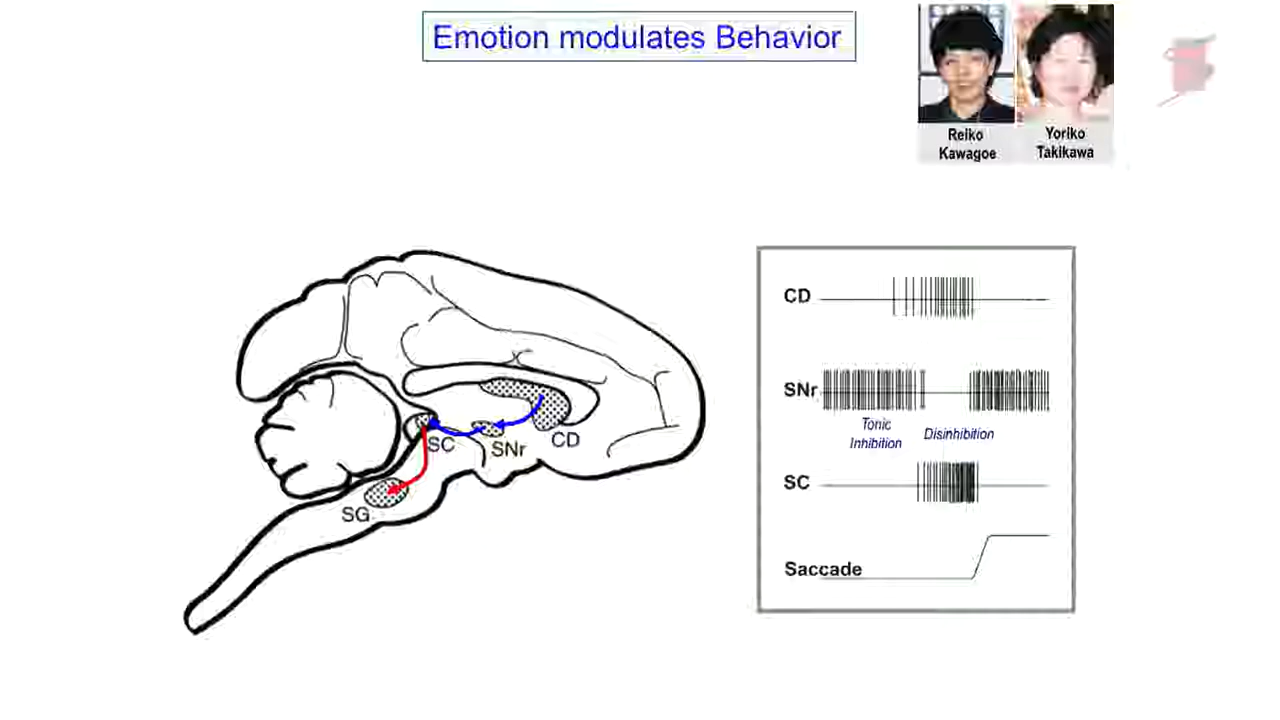 Emotion modulates Behavior
Reiko
Kawagoe
Yoriko
Takikawa
SC
SNr
CD
SG
CD
SNr
Tonic
Inhibition
Disinhibition
SC
Saccade